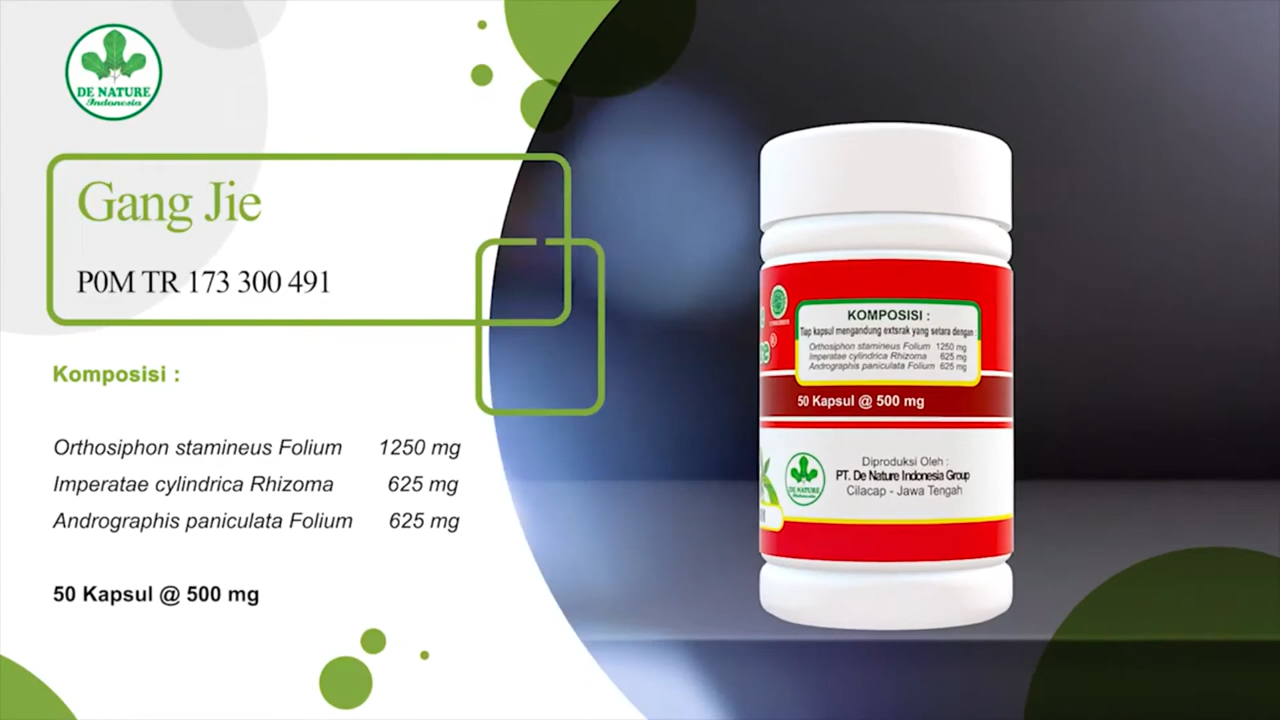 DE NATURE
Indonesia
Gang Jie
P0M TR 173 300 491
Komposisi :
Orthosiphon stamineus Folium 1250 mg
Imperatae cylindrica Rhizoma 625 mg
Andrographis paniculata Folium 625 mg
50 Kapsul @ 500 mg
KOMPOSISI :
Tiap kapsul mengandung extsrak yang setara dengan :
Orthosiphon stamineus Folium 1250 mg
Imperatae cylindrica Rhizoma 625 mg
Andrographis paniculata Folium 625 mg
50 Kapsul @ 500 mg
DE NATURE
Indonesia
Diproduksi Oleh :
PT. De Nature Indonesia Group
Cilacap - Jawa Tengah